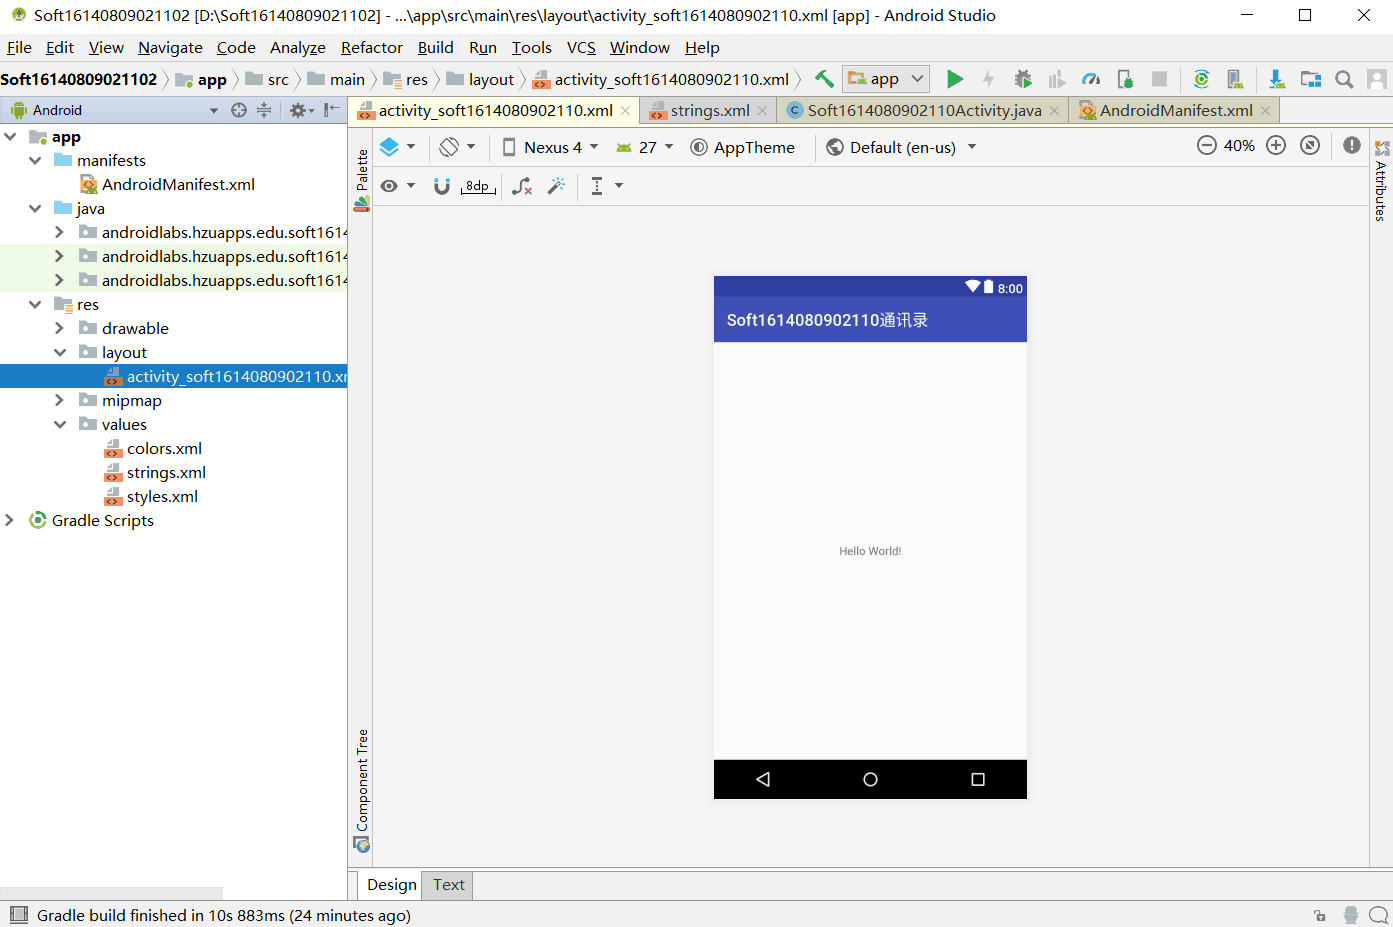 Soft16140809021102 [D:\Soft16140809021102] - ...\app\src\main\res\layout\activity_soft1614080902110.xml [app] - Android Studio
File Edit View Navigate Code Analyze Refactor Build Run Tools VCS Window Help
Soft16140809021102 app src main res layout activity_soft1614080902110.xml app
Android
activity_soft1614080902110.xml strings.xml Soft1614080902110Activity.java AndroidManifest.xml
app
manifests
AndroidManifest.xml
java
androidlabs.hzuapps.edu.soft1614
androidlabs.hzuapps.edu.soft1614
androidlabs.hzuapps.edu.soft1614
res
drawable
layout
activity_soft1614080902110.xm
mipmap
values
colors.xml
strings.xml
styles.xml
Gradle Scripts
Palette
Nexus 4 27 AppTheme Default (en-us) 40%
8dp
Attributes
8:00
Soft1614080902110通讯录
Hello World!
Component Tree
Design Text
Gradle build finished in 10s 883ms (24 minutes ago)